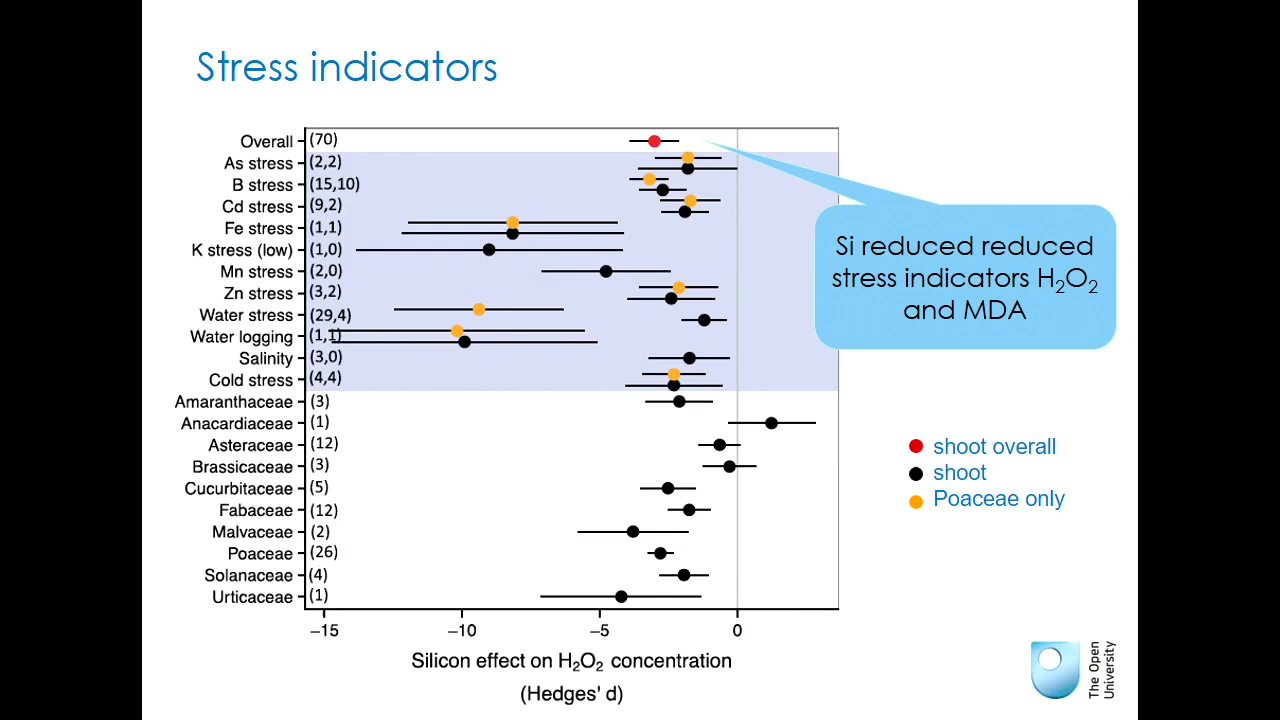 Stress indicators
Overall (70)
As stress (2,2)
B stress (15,10)
Cd stress (9,2)
Fe stress (1,1)
K stress (low) (1,0)
Mn stress (2,0)
Zn stress (3,2)
Water stress (29,4)
Water logging (1,1)
Salinity (3,0)
Cold stress (4,4)
Amaranthaceae (3)
Anacardiaceae (1)
Asteraceae (12)
Brassicaceae (3)
Cucurbitaceae (5)
Fabaceae (12)
Malvaceae (2)
Poaceae (26)
Solanaceae (4)
Urticaceae (1)
−15 −10 −5 0
Silicon effect on H₂O₂ concentration
(Hedges' d)
Si reduced reduced
stress indicators H₂O₂
and MDA
shoot overall
shoot
Poaceae only
The Open
University